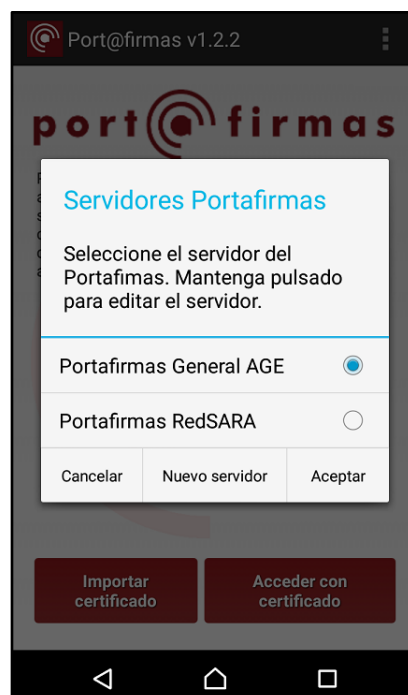 Port@firmas v1.2.2
port@firmas
Servidores Portafirmas
Seleccione el servidor del
Portafimas. Mantenga pulsado
para editar el servidor.
Portafirmas General AGE
Portafirmas RedSARA
Cancelar
Nuevo servidor
Aceptar
Importar
certificado
Acceder con
certificado